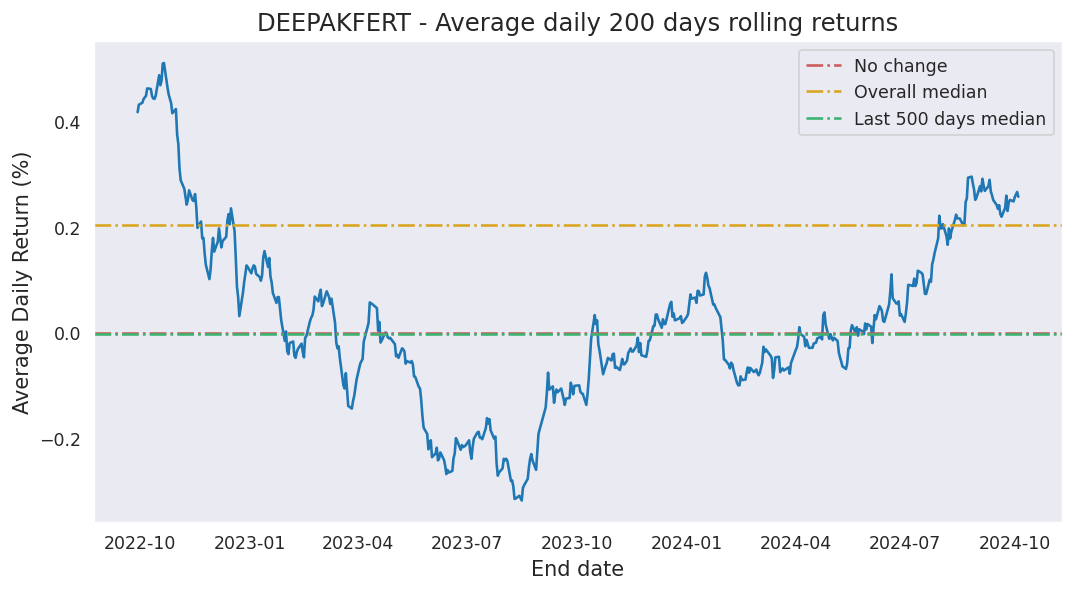 DEEPAKFERT - Average daily 200 days rolling returns
No change
Overall median
Last 500 days median
Average Daily Return (%)
0.4
0.2
0.0
−0.2
2022-10 2023-01 2023-04 2023-07 2023-10 2024-01 2024-04 2024-07 2024-10
End date